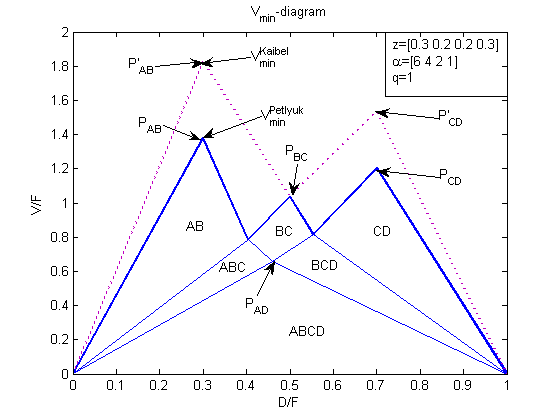 Vmin-diagram
z=[0.3 0.2 0.2 0.3]
α=[6 4 2 1]
q=1
P'AB
VminKaibel
PAB
VminPetlyuk
P'CD
PBC
PCD
AB
BC
CD
ABC
BCD
PAD
ABCD
V/F
2
1.8
1.6
1.4
1.2
1
0.8
0.6
0.4
0.2
0
0 0.1 0.2 0.3 0.4 0.5 0.6 0.7 0.8 0.9 1
D/F